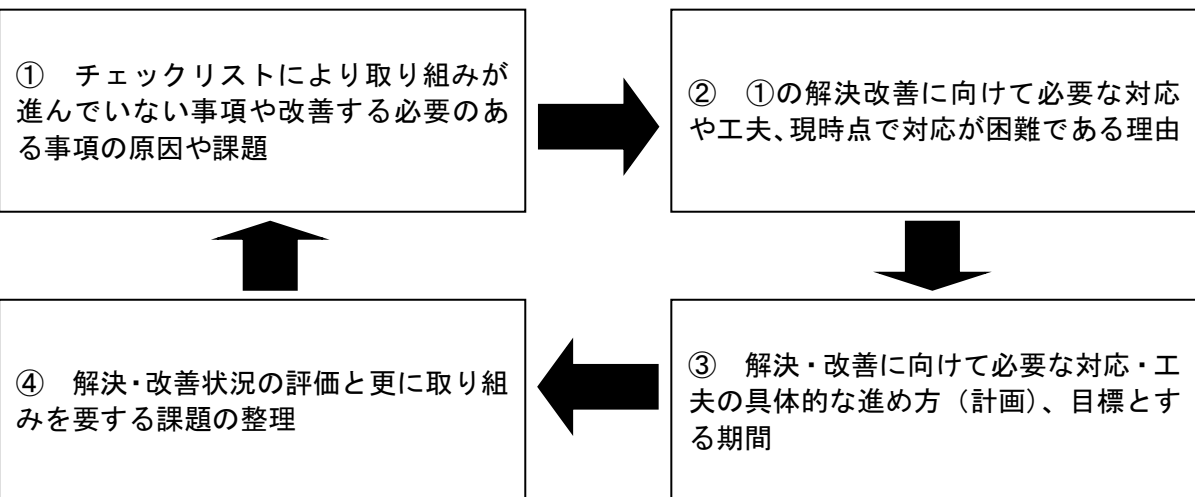 ① チェックリストにより取り組みが
進んでいない事項や改善する必要のあ
る事項の原因や課題
② ①の解決改善に向けて必要な対応
や工夫、現時点で対応が困難である理由
③ 解決・改善に向けて必要な対応・工
夫の具体的な進め方（計画）、目標とす
る期間
④ 解決・改善状況の評価と更に取り組
みを要する課題の整理